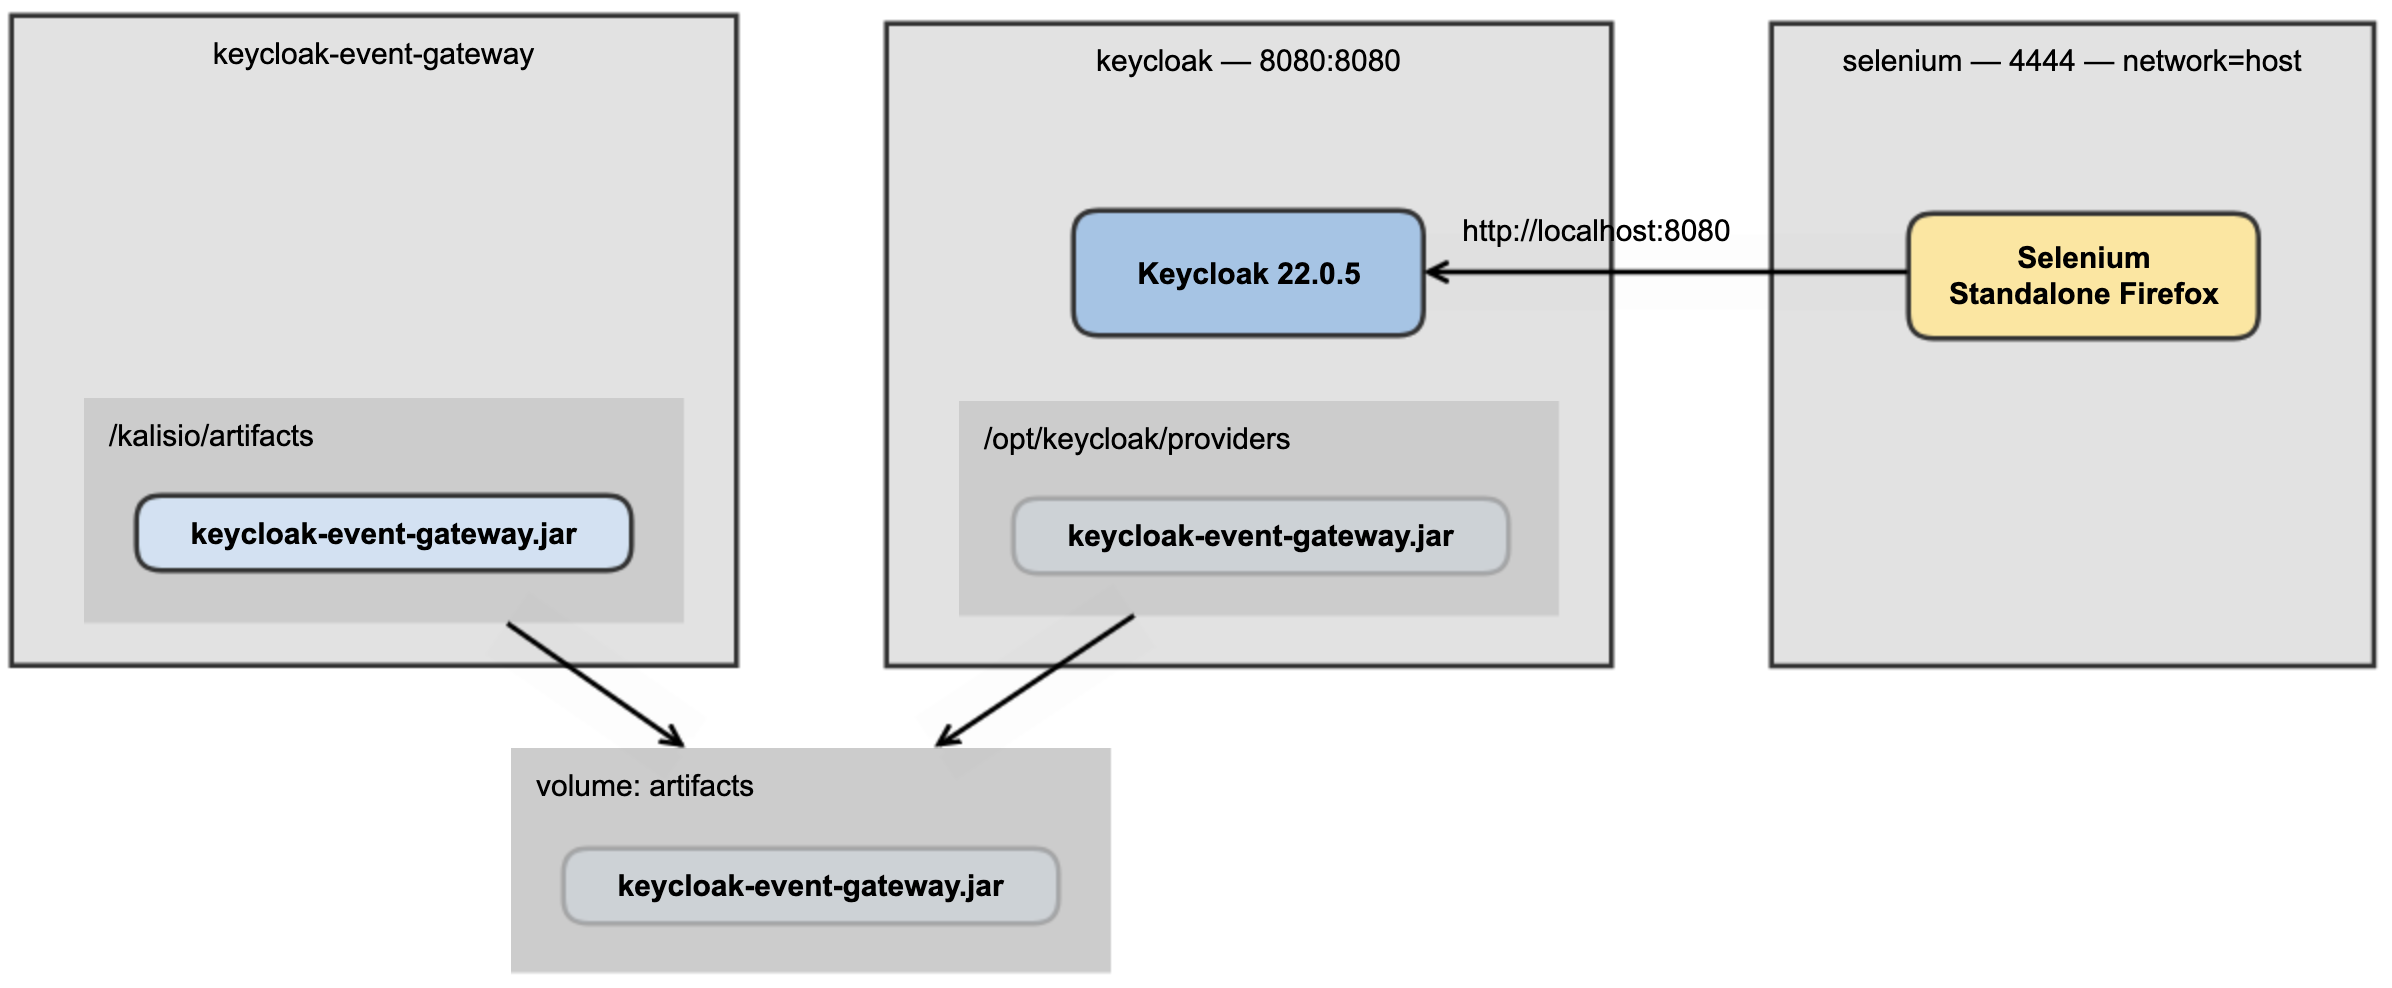 keycloak-event-gateway
/kalisio/artifacts
keycloak-event-gateway.jar
keycloak — 8080:8080
Keycloak 22.0.5
http://localhost:8080
/opt/keycloak/providers
keycloak-event-gateway.jar
selenium — 4444 — network=host
Selenium
Standalone Firefox
volume: artifacts
keycloak-event-gateway.jar